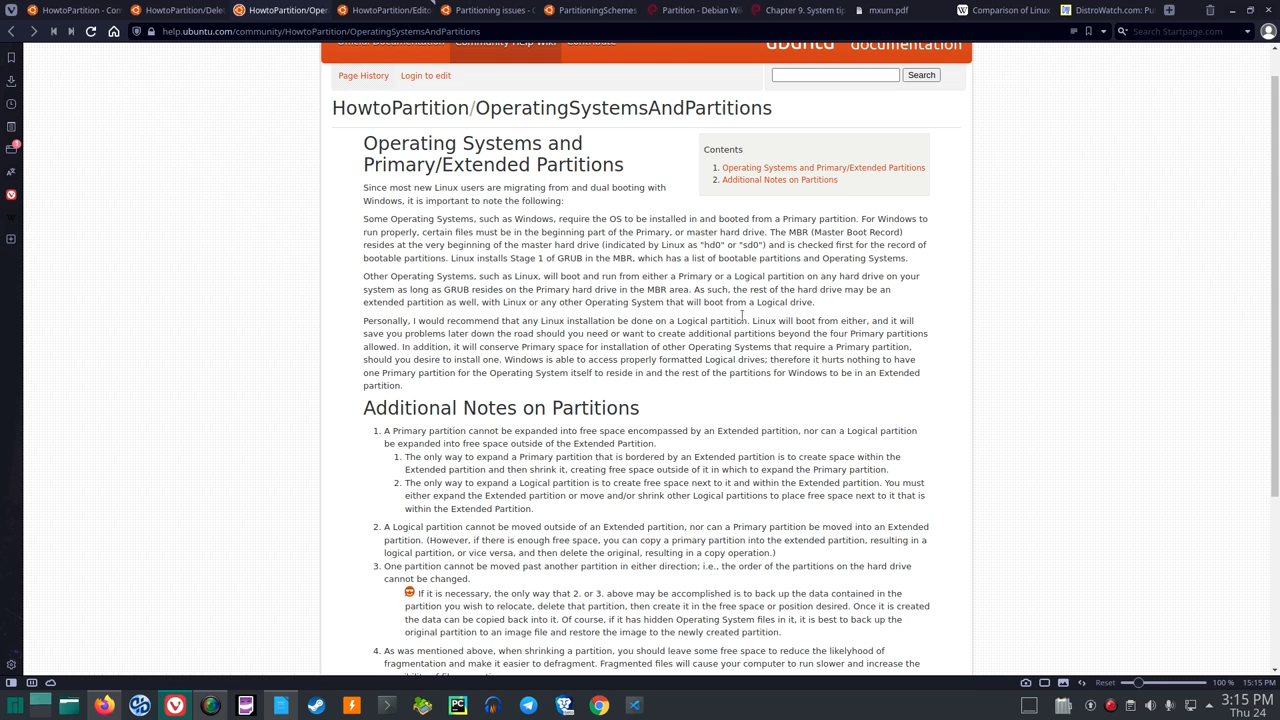 HowtoPartition - Com
HowtoPartition/Delet
HowtoPartition/Oper
HowtoPartition/Edito
Partitioning issues - C
PartitioningSchemes
Partition - Debian Wi
Chapter 9. System tip
mxum.pdf
Comparison of Linux
DistroWatch.com: Put
help.ubuntu.com/community/HowtoPartition/OperatingSystemsAndPartitions
Search Startpage.com
Official Documentation Community Help Wiki Contribute
ubuntu documentation
Page History Login to edit
Search
HowtoPartition/OperatingSystemsAndPartitions
Operating Systems and
Primary/Extended Partitions
Contents
1. Operating Systems and Primary/Extended Partitions
2. Additional Notes on Partitions
Since most new Linux users are migrating from and dual booting with
Windows, it is important to note the following:
Some Operating Systems, such as Windows, require the OS to be installed in and booted from a Primary partition. For Windows to
run properly, certain files must be in the beginning part of the Primary, or master hard drive. The MBR (Master Boot Record)
resides at the very beginning of the master hard drive (indicated by Linux as "hd0" or "sd0") and is checked first for the record of
bootable partitions. Linux installs Stage 1 of GRUB in the MBR, which has a list of bootable partitions and Operating Systems.
Other Operating Systems, such as Linux, will boot and run from either a Primary or a Logical partition on any hard drive on your
system as long as GRUB resides on the Primary hard drive in the MBR area. As such, the rest of the hard drive may be an
extended partition as well, with Linux or any other Operating System that will boot from a Logical drive.
Personally, I would recommend that any Linux installation be done on a Logical partition. Linux will boot from either, and it will
save you problems later down the road should you need or want to create additional partitions beyond the four Primary partitions
allowed. In addition, it will conserve Primary space for installation of other Operating Systems that require a Primary partition,
should you desire to install one. Windows is able to access properly formatted Logical drives; therefore it hurts nothing to have
one Primary partition for the Operating System itself to reside in and the rest of the partitions for Windows to be in an Extended
partition.
Additional Notes on Partitions
1. A Primary partition cannot be expanded into free space encompassed by an Extended partition, nor can a Logical partition
be expanded into free space outside of the Extended Partition.
1. The only way to expand a Primary partition that is bordered by an Extended partition is to create space within the
Extended partition and then shrink it, creating free space outside of it in which to expand the Primary partition.
2. The only way to expand a Logical partition is to create free space next to it and within the Extended partition. You must
either expand the Extended partition or move and/or shrink other Logical partitions to place free space next to it that is
within the Extended Partition.
2. A Logical partition cannot be moved outside of an Extended partition, nor can a Primary partition be moved into an Extended
partition. (However, if there is enough free space, you can copy a primary partition into the extended partition, resulting in a
logical partition, or vice versa, and then delete the original, resulting in a copy operation.)
3. One partition cannot be moved past another partition in either direction; i.e., the order of the partitions on the hard drive
cannot be changed.
If it is necessary, the only way that 2. or 3. above may be accomplished is to back up the data contained in the
partition you wish to relocate, delete that partition, then create it in the free space or position desired. Once it is created
the data can be copied back into it. Of course, if it has hidden Operating System files in it, it is best to back up the
original partition to an image file and restore the image to the newly created partition.
4. As was mentioned above, when shrinking a partition, you should leave some free space to reduce the likelyhood of
fragmentation and make it easier to defragment. Fragmented files will cause your computer to run slower and increase the
Reset 100 % 15:15 PM
3:15 PM
Thu 24